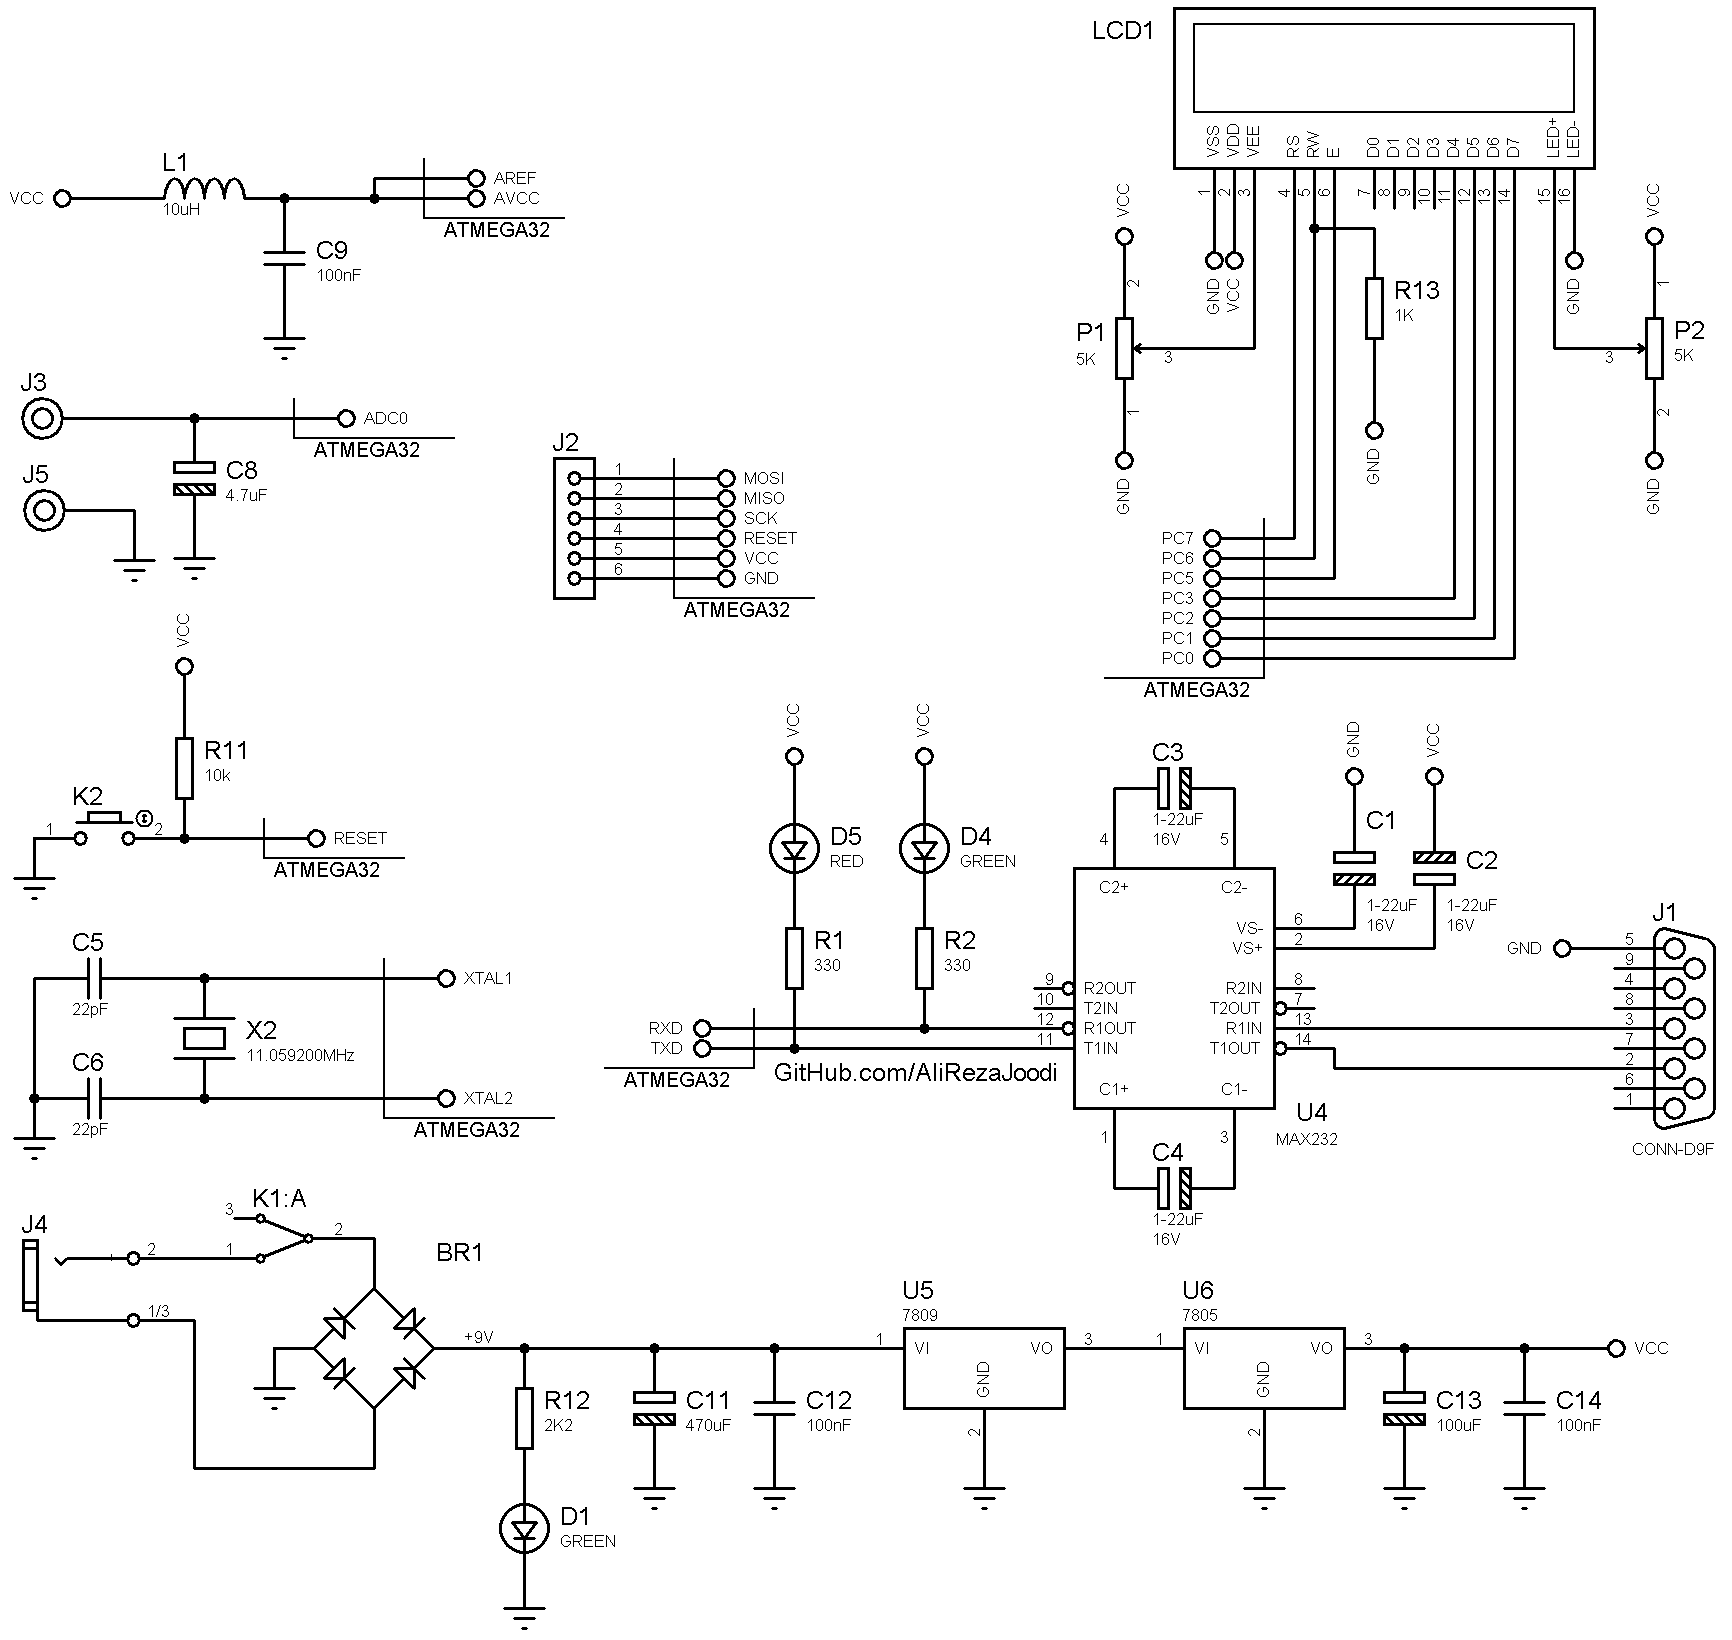 LCD1
VSS VDD VEE RS RW E D0 D1 D2 D3 D4 D5 D6 D7 LED+ LED-
1 2 3 4 5 6 7 8 9 10 11 12 13 14 15 16
L1
VCC
10uH
AREF
AVCC
ATMEGA32
C9
100nF
VCC
2
P1
5K
3
1
GND
GND
VCC
R13
1K
GND
GND
VCC
1
P2
5K
3
2
GND
J3
ADC0
ATMEGA32
C8
4.7uF
J5
J2
1 MOSI
2 MISO
3 SCK
4 RESET
5 VCC
6 GND
ATMEGA32
PC7
PC6
PC5
PC3
PC2
PC1
PC0
ATMEGA32
VCC
R11
10k
K2
1
2
RESET
ATMEGA32
VCC
D5
RED
R1
330
VCC
D4
GREEN
R2
330
RXD
TXD
ATMEGA32
GitHub.com/AliRezaJoodi
C3
1-22uF
16V
4
5
C2+
C2-
GND
C1
1-22uF
16V
VCC
C2
1-22uF
16V
VS- 6
VS+ 2
9 R2OUT R2IN 8
10 T2IN T2OUT 7
12 R1OUT R1IN 13
11 T1IN T1OUT 14
C1+
C1-
U4
MAX232
1
3
C4
1-22uF
16V
J1
GND
5
9
4
8
3
7
2
6
1
CONN-D9F
C5
22pF
X2
11.059200MHz
C6
22pF
XTAL1
XTAL2
ATMEGA32
J4
2
1/3
K1:A
3
1
2
BR1
+9V
R12
2K2
D1
GREEN
C11
470uF
C12
100nF
U5
7809
1 VI VO 3
GND
2
U6
7805
1 VI VO 3
GND
2
C13
100uF
C14
100nF
VCC